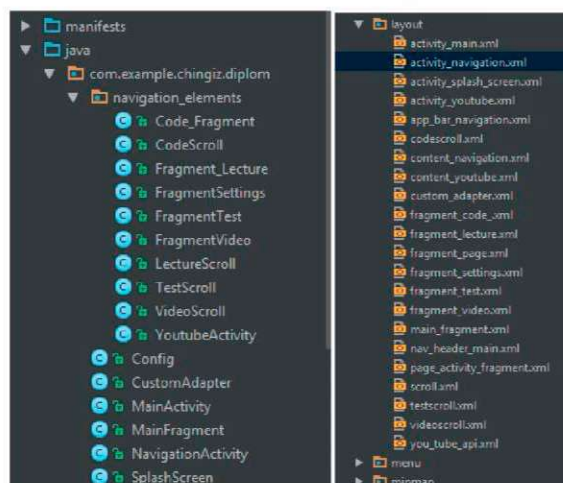 manifests
java
com.example.chingiz.diplom
navigation_elements
Code_Fragment
CodeScroll
Fragment_Lecture
FragmentSettings
FragmentTest
FragmentVideo
LectureScroll
TestScroll
VideoScroll
YoutubeActivity
Config
CustomAdapter
MainActivity
MainFragment
NavigationActivity
SplashScreen
layout
activity_main.xml
activity_navigation.xml
activity_splash_screen.xml
activity_youtube.xml
app_bar_navigation.xml
codescroll.xml
content_navigation.xml
content_youtube.xml
custom_adapter.xml
fragment_code_.xml
fragment_lecture.xml
fragment_page.xml
fragment_settings.xml
fragment_test.xml
fragment_video.xml
main_fragment.xml
nav_header_main.xml
page_activity_fragment.xml
scroll.xml
testscroll.xml
videoscroll.xml
you_tube_api.xml
menu
mipmap